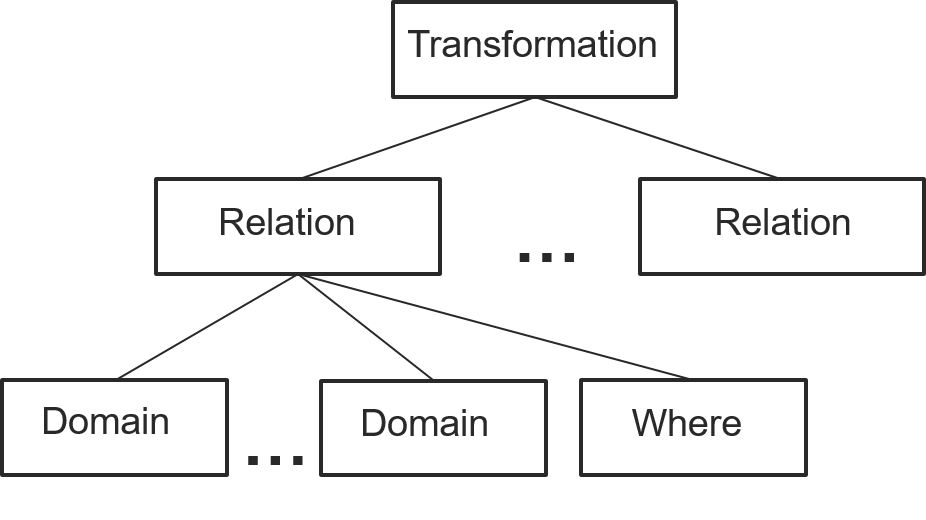 Transformation
Relation
...
Relation
Domain
...
Domain
Where